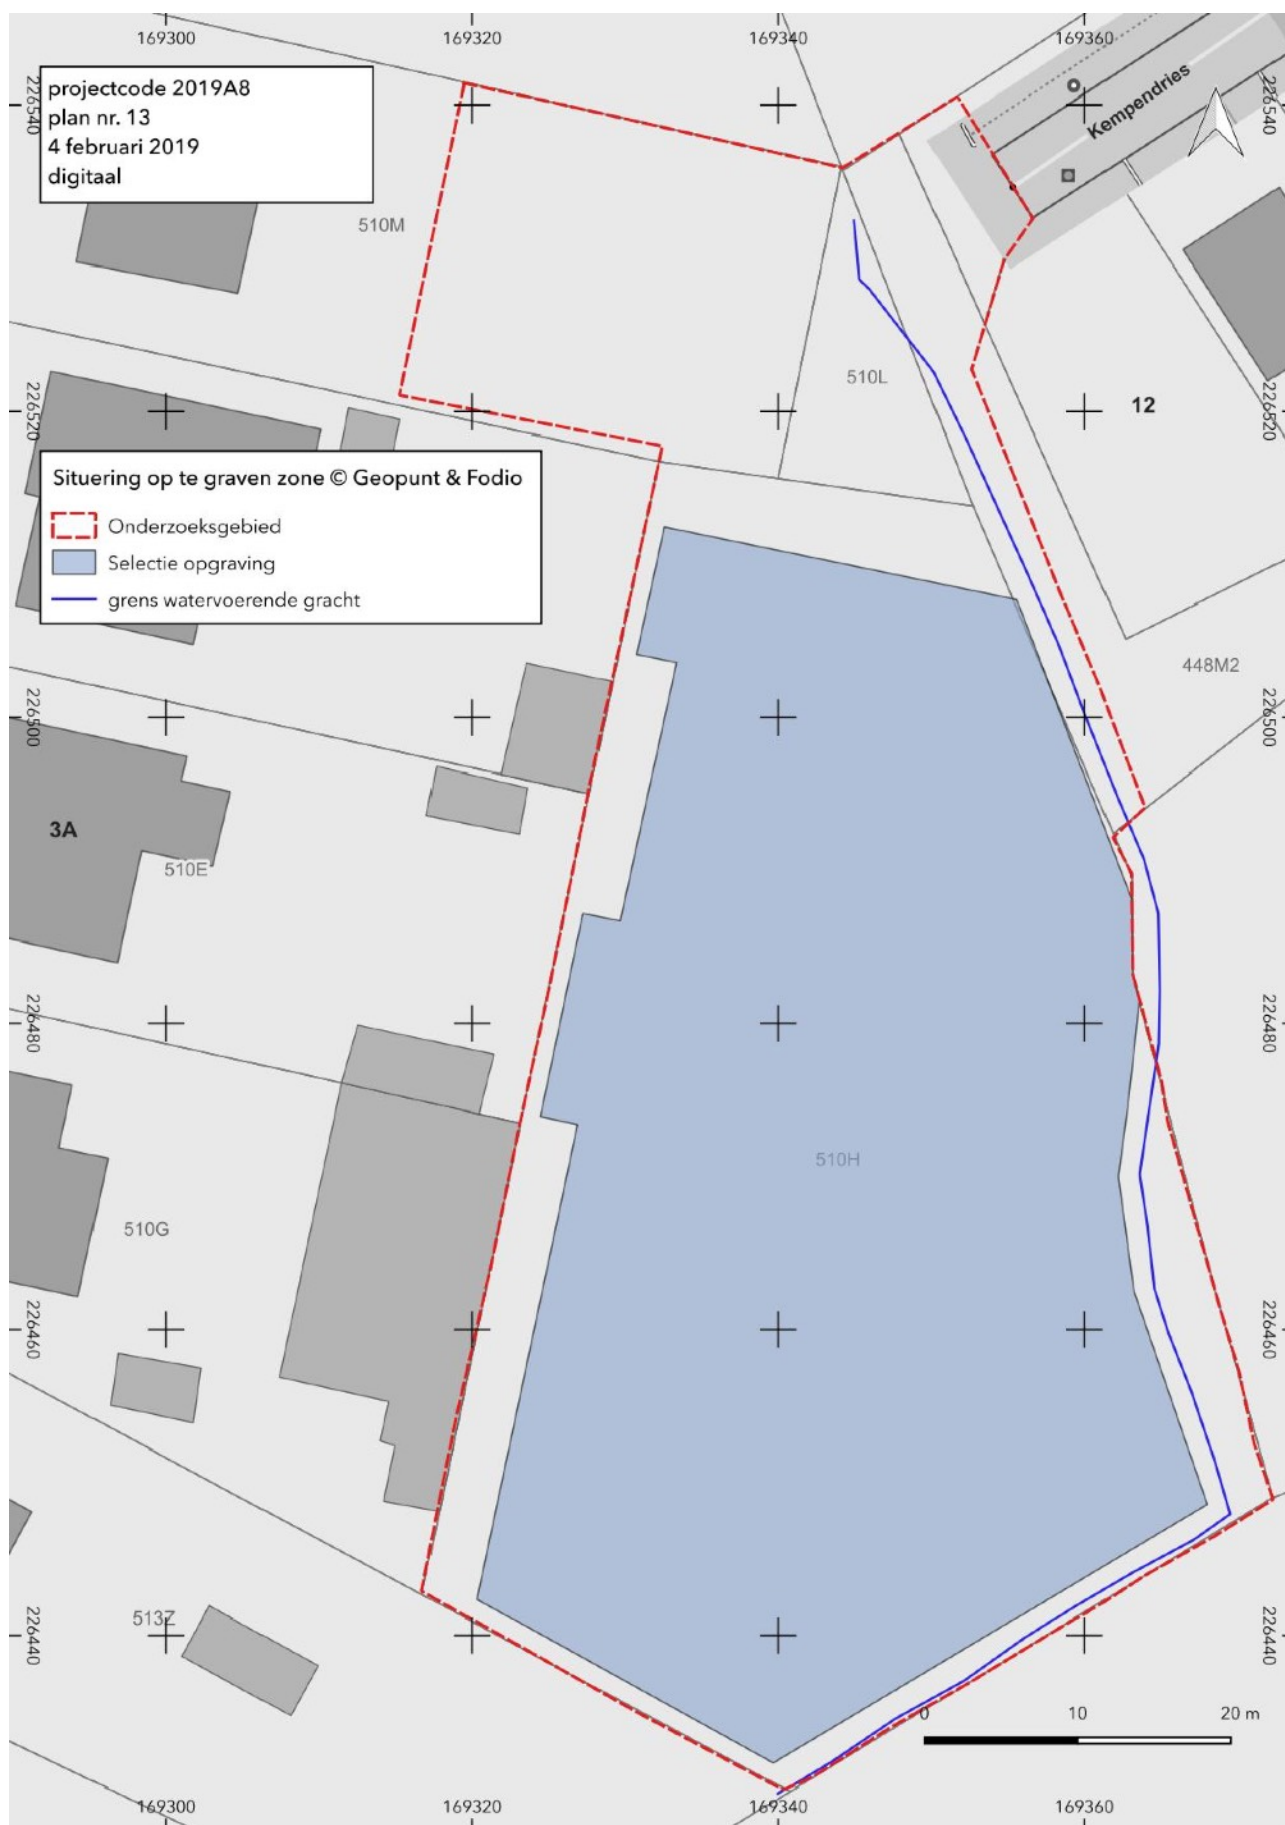 169300
169320
169340
169360
projectcode 2019A8
plan nr. 13
4 februari 2019
digitaal
226540
Kempendries
226540
510M
510L
12
226520
226520
Situering op te graven zone © Geopunt & Fodio
Onderzoeksgebied
Selectie opgraving
grens watervoerende gracht
448M2
226500
226500
3A
510E
226480
226480
510H
510G
226460
226460
513Z
226440
226440
0
10
20 m
169300
169320
169340
169360